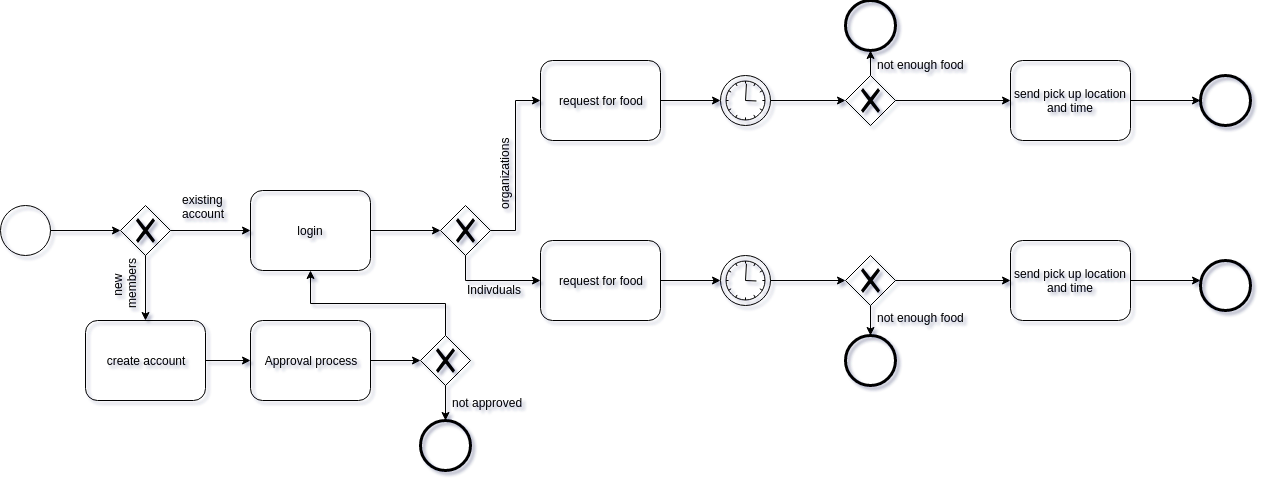 not enough food
request for food
send pick up location
and time
organizations
existing
account
login
new
members
Indivduals
request for food
send pick up location
and time
not enough food
create account
Approval process
not approved